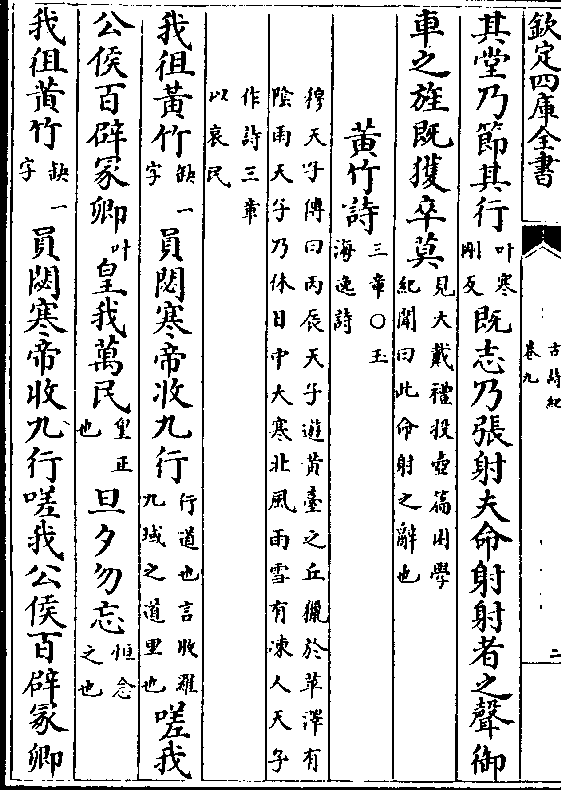 欽定四庫全書
古詩紀
卷九
二
其堂乃節其行叶寒剛反既志乃張射夫命射射者之聲御
車之旌既獲卒莫見大戴禮投壺篇困學紀聞曰此命射之辭也
黃竹詩三章○玉海逸詩
穆天子傳曰丙辰天子遊黃臺之丘獵於苹澤有
陰雨天子乃休日中大寒北風雨雪有凍人天子
作詩三章
以哀民
我徂黃竹缺一字員閟寒帝收九行行道也言收羅九域之道里也嗟我
公侯百辟冢卿叶皇我萬民皇正也旦夕勿忘恒念之也
我徂黃竹缺一字員閟寒帝收九行嗟我公侯百辟冢卿